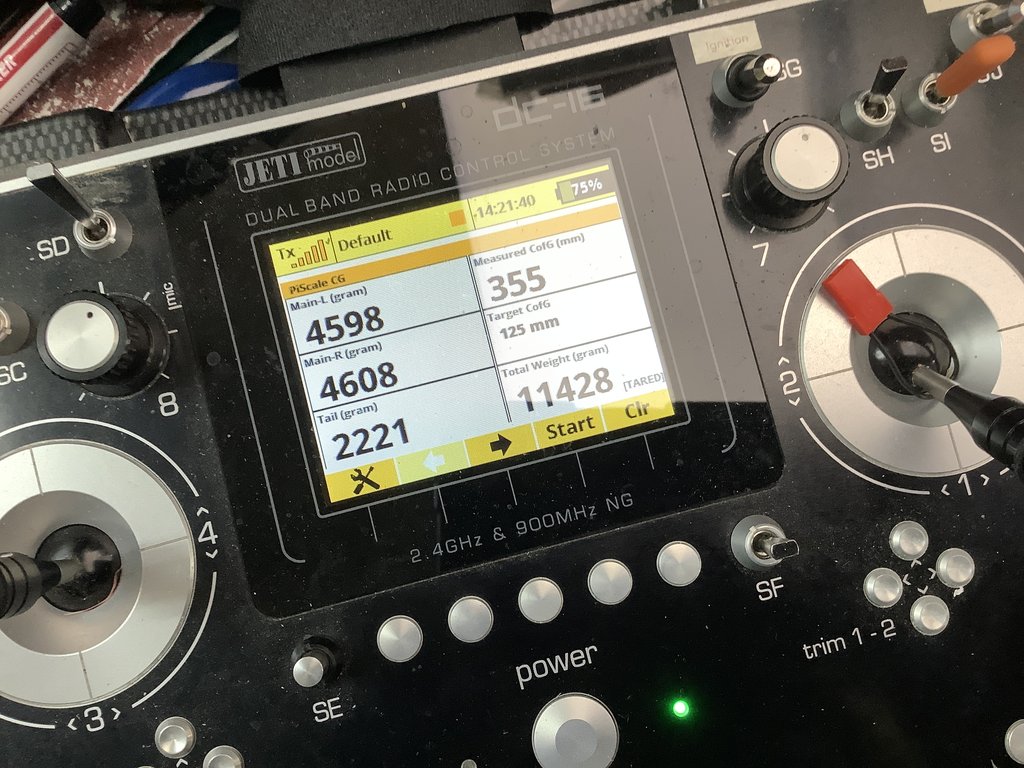 Ignition
SG
SJ
SH
SI
dc-16
JETI model
DUAL BAND RADIO CONTROL SYSTEM
SD
Tx Default 14:21:40 75%
PiScale CG
Main-L (gram)
4598
Main-R (gram)
4608
Tail (gram)
2221
Measured CofG (mm)
355
Target CofG
125 mm
Total Weight (gram)
11428 [TARED]
Start
Clr
mic
7
SC
8
<2>
<1>
<4>
<3>
2.4GHz & 900MHz NG
SF
trim 1-2
power
SE